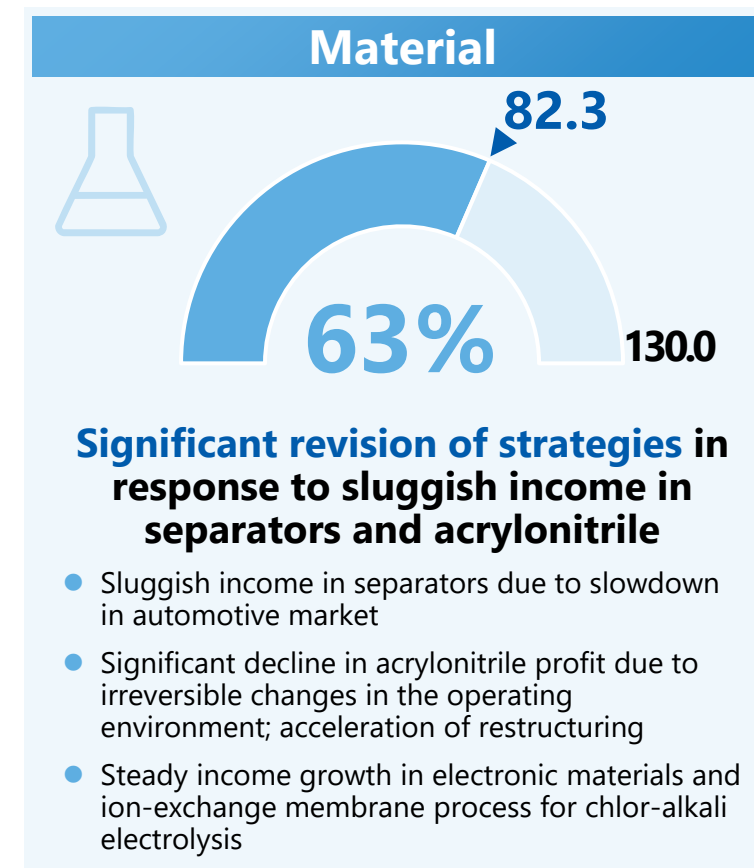 Material
82.3
63%
130.0
Significant revision of strategies in
response to sluggish income in
separators and acrylonitrile
● Sluggish income in separators due to slowdown
in automotive market
● Significant decline in acrylonitrile profit due to
irreversible changes in the operating
environment; acceleration of restructuring
● Steady income growth in electronic materials and
ion-exchange membrane process for chlor-alkali
electrolysis